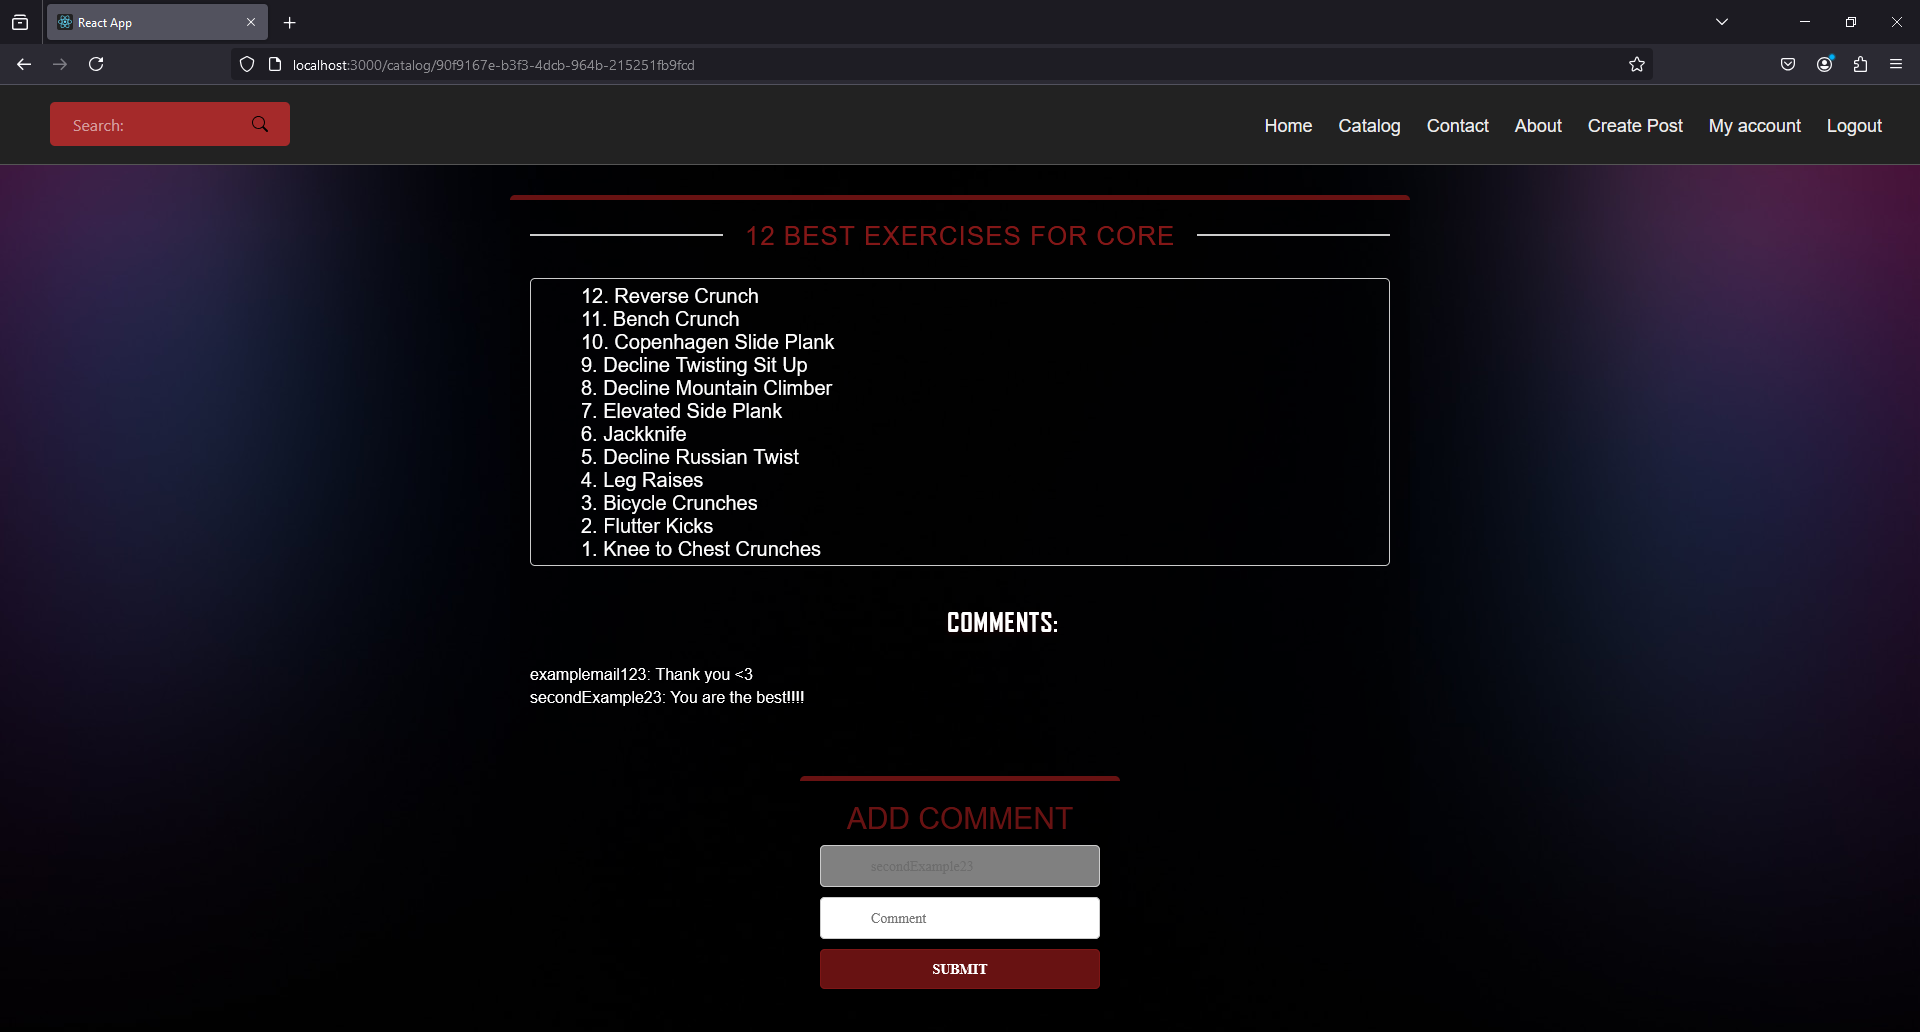 React App
localhost:3000/catalog/90f9167e-b3f3-4dcb-964b-215251fb9fcd
Search:
Home Catalog Contact About Create Post My account Logout
12 BEST EXERCISES FOR CORE
12. Reverse Crunch
11. Bench Crunch
10. Copenhagen Slide Plank
9. Decline Twisting Sit Up
8. Decline Mountain Climber
7. Elevated Side Plank
6. Jackknife
5. Decline Russian Twist
4. Leg Raises
3. Bicycle Crunches
2. Flutter Kicks
1. Knee to Chest Crunches
COMMENTS:
examplemail123: Thank you <3
secondExample23: You are the best!!!!
ADD COMMENT
secondExample23
Comment
SUBMIT